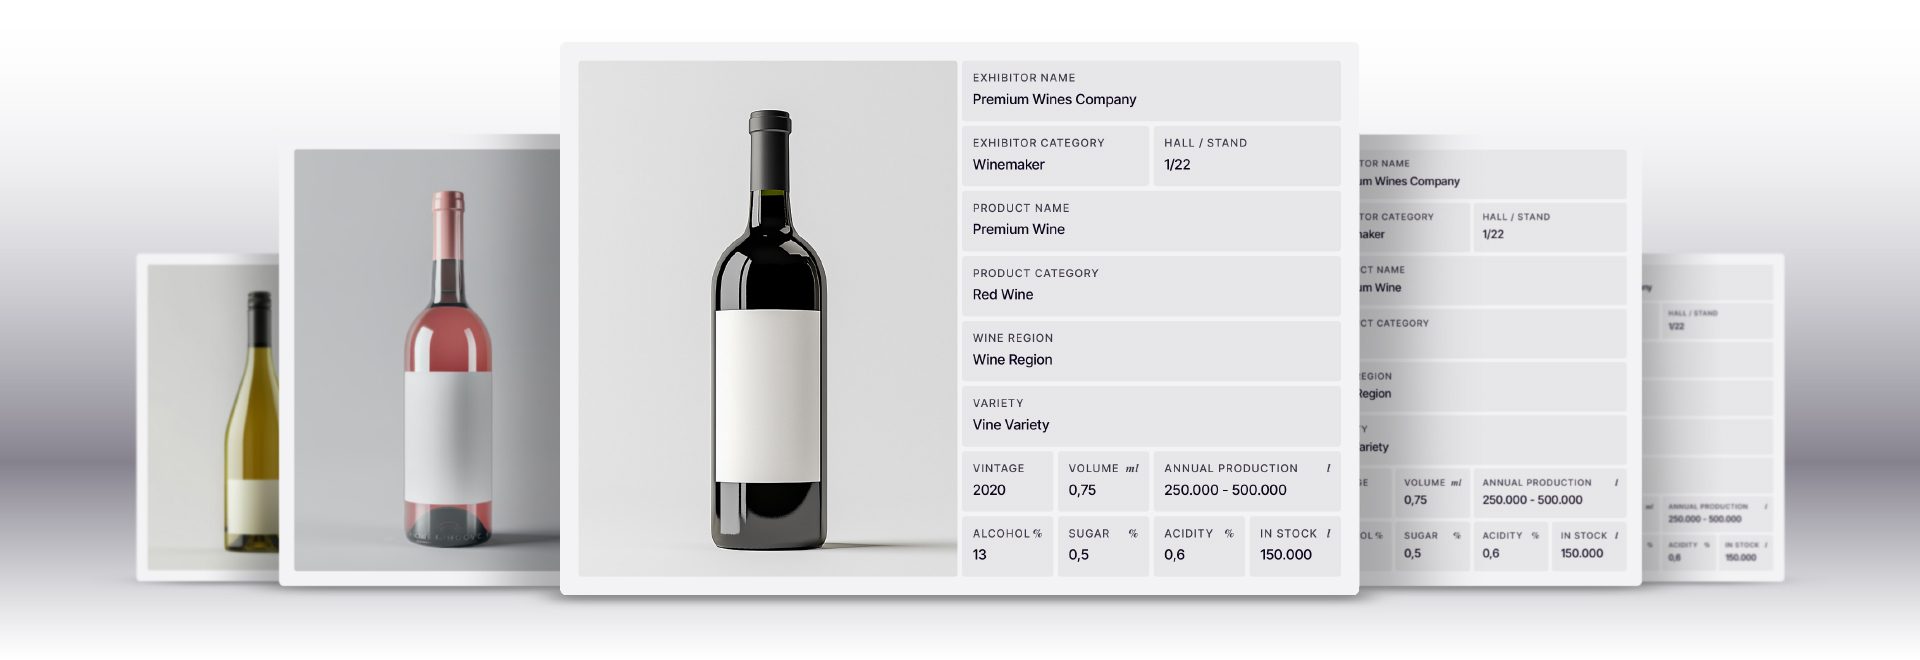 EXHIBITOR NAME
Premium Wines Company
EXHIBITOR CATEGORY
HALL / STAND
Winemaker
1/22
PRODUCT NAME
Premium Wine
PRODUCT CATEGORY
Red Wine
WINE REGION
Wine Region
VARIETY
Vine Variety
VINTAGE
VOLUME ml
ANNUAL PRODUCTION l
2020
0,75
250.000 - 500.000
ALCOHOL %
SUGAR %
ACIDITY %
IN STOCK l
13
0,5
0,6
150.000
TOR NAME
um Wines Company
TOR CATEGORY
HALL / STAND
naker
1/22
CT NAME
um Wine
CT CATEGORY
EGION
Region
Y
ariety
GE
VOLUME ml
ANNUAL PRODUCTION l
0,75
250.000 - 500.000
OL %
SUGAR %
ACIDITY %
IN STOCK l
0,5
0,6
150.000
ny
HALL / STAND
1/22
ml
ANNUAL PRODUCTION l
250.000 - 500.000
%
ACIDITY %
IN STOCK l
0,6
150.000